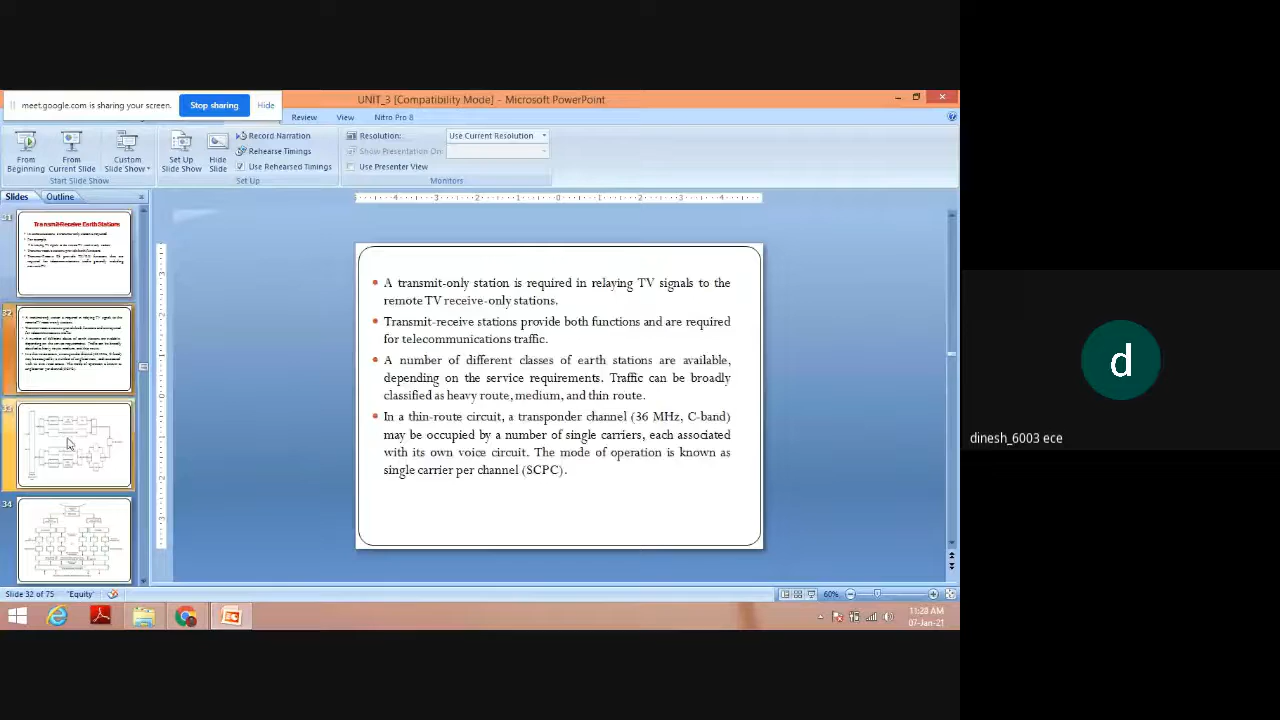 UNIT_3 [Compatibility Mode] - Microsoft PowerPoint
meet.google.com is sharing your screen.
Stop sharing
Hide
Review
View
Nitro Pro 8
From Beginning
From Current Slide
Custom Slide Show
Start Slide Show
Set Up Slide Show
Hide Slide
Record Narration
Rehearse Timings
Use Rehearsed Timings
Set Up
Resolution:
Use Current Resolution
Show Presentation On:
Use Presenter View
Monitors
Slides
Outline
Transmit-Receive Earth Stations
32
34
• A transmit-only station is required in relaying TV signals to the
remote TV receive-only stations.
• Transmit-receive stations provide both functions and are required
for telecommunications traffic.
• A number of different classes of earth stations are available,
depending on the service requirements. Traffic can be broadly
classified as heavy route, medium, and thin route.
• In a thin-route circuit, a transponder channel (36 MHz, C-band)
may be occupied by a number of single carriers, each associated
with its own voice circuit. The mode of operation is known as
single carrier per channel (SCPC).
d
dinesh_6003 ece
Slide 32 of 75
"Equity"
60%
11:28 AM
07-Jan-21